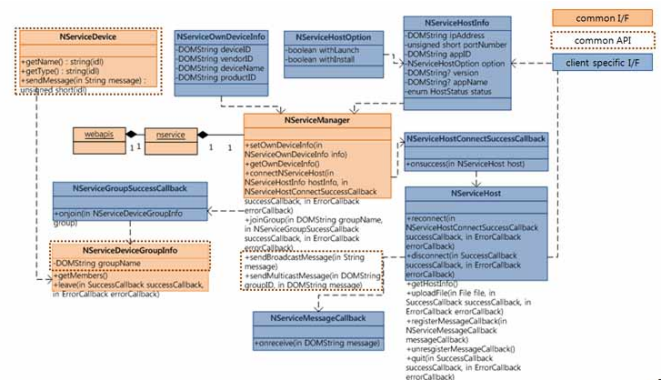 NServiceDevice
+getName() : string(idl)
+getType() : string(idl)
+sendMessage(in String message) :
unsigned short(idl)
NServiceOwnDeviceInfo
-DOMString deviceID
-DOMString vendorID
-DOMString deviceName
-DOMString productID
NServiceHostOption
-boolean withLaunch
-boolean withInstall
NServiceHostInfo
-DOMString ipAddress
-unsigned short portNumber
-DOMString appID
-NServiceHostOption option
-DOMString? version
-DOMString? appName
-enum HostStatus status
common I/F
common API
client specific I/F
webapis
1
1
nservice
1
1
NServiceManager
+setOwnDeviceInfo(in
NServiceOwnDeviceInfo info)
+getOwnDeviceInfo()
+connectNServiceHost(in
NServiceHostInfo hostInfo, in
NServiceHostConnectSuccessCallback
successCallback, in ErrorCallback
errorCallback)
+joinGroup(in DOMString groupName,
in NServiceGroupSucessCallback
successCallback, in ErrorCallback
errorCallback)
+sendBroadcastMessage(in String
message)
+sendMulticastMessage(in DOMString
groupID, in DOMString message)
NServiceHostConnectSuccessCallback
+onsuccess(in NServiceHost host)
NServiceGroupSuccessCallback
+onjoin(in NServiceDeviceGroupInfo
group)
NServiceDeviceGroupInfo
-DOMString groupName
+getMembers()
+leave(in SuccessCallback successCallback,
in ErrorCallback errorCallback)
NServiceHost
+reconnect(in
NServiceHostConnectSuccessCallback
successCallback, in ErrorCallback
errorCallback)
+disconnect(in SuccessCallback
successCallback, in ErrorCallback
errorCallback)
+getHostInfo()
+uploadFile(in File file, in
SuccessCallback successCallback, in
ErrorCallback errorCallback)
+registerMessageCallback(in
NServiceMessageCallback
messageCallback)
+unresgisterMessageCallback()
+quit(in SuccessCallback
successCallback, in ErrorCallback
errorCallback)
NServiceMessageCallback
+onreceive(in DOMString message)